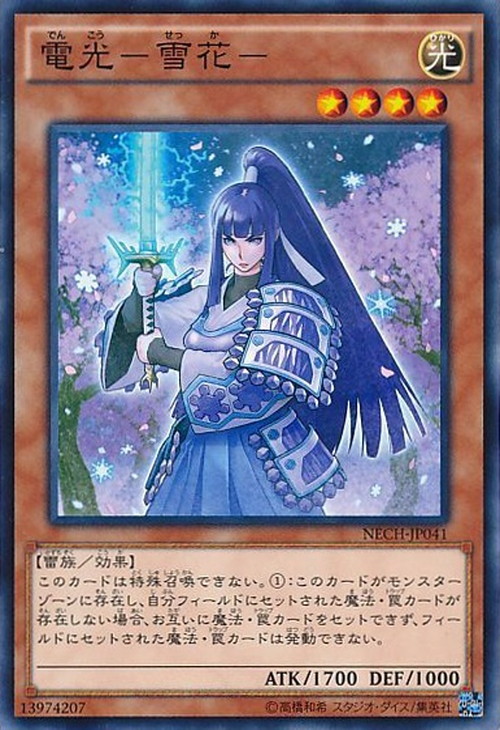 電光－雪花－
光
NECH-JP041
【雷族／効果】
このカードは特殊召喚できない。①：このカードがモンスター
ゾーンに存在し、自分フィールドにセットされた魔法・罠カードが
存在しない場合、お互いに魔法・罠カードをセットできず、フィー
ルドにセットされた魔法・罠カードは発動できない。
ATK/1700 DEF/1000
13974207
©高橋和希 スタジオ・ダイス/集英社